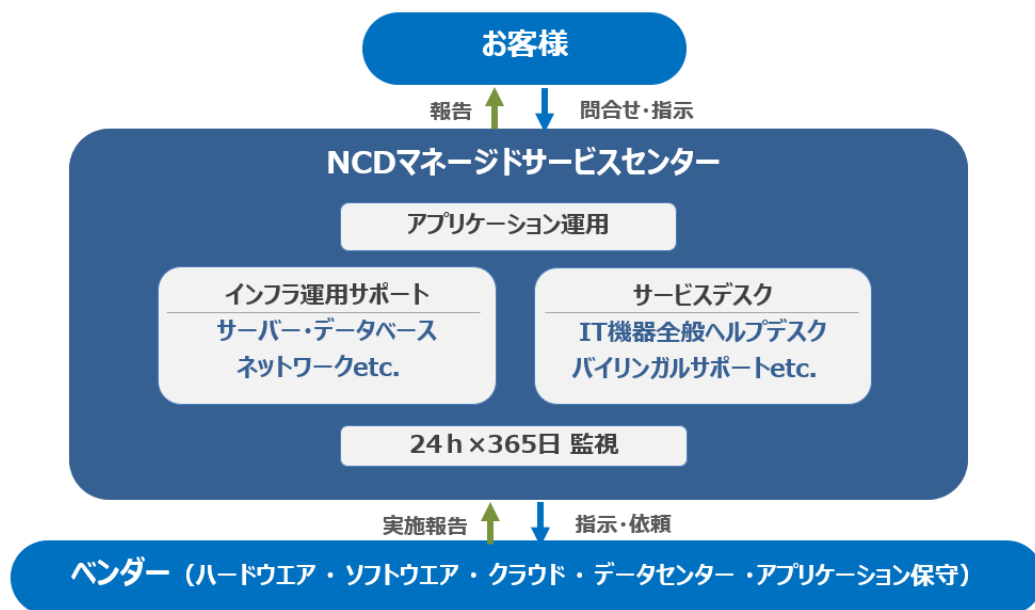 お客様
報告
問合せ・指示
NCDマネージドサービスセンター
アプリケーション運用
インフラ運用サポート
サーバー・データベース
ネットワークetc.
サービスデスク
IT機器全般ヘルプデスク
バイリンガルサポートetc.
24ｈ×365日 監視
実施報告
指示・依頼
ベンダー（ハードウエア ・ ソフトウエア ・ クラウド ・ データセンター ・アプリケーション保守）